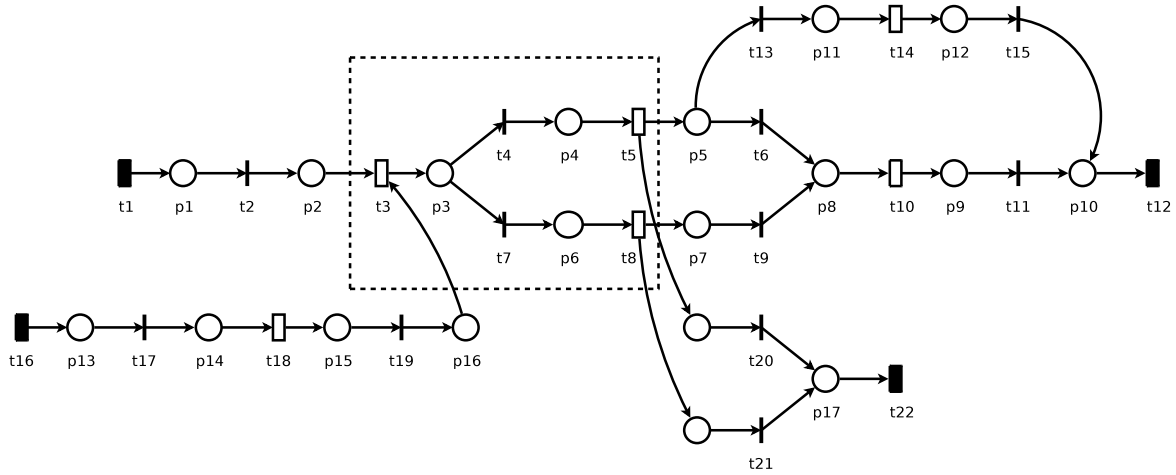 t13 p11 t14 p12 t15
t4 p4 t5 p5 t6
t1 p1 t2 p2 t3 p3 p8 t10 p9 t11 p10 t12
t7 p6 t8 p7 t9
t16 p13 t17 p14 t18 p15 t19 p16 t20
p17 t22
t21